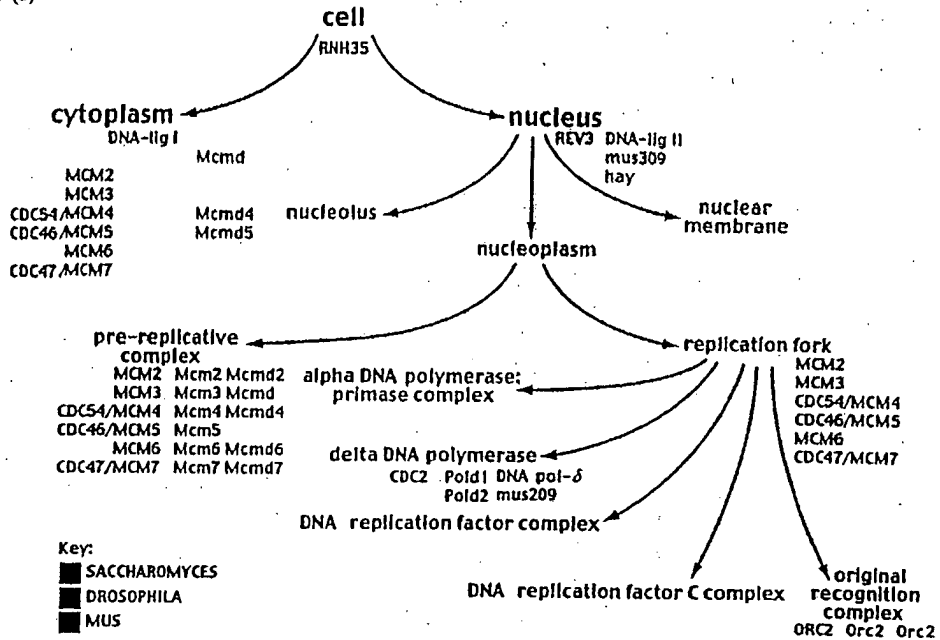 cell
RNH35
cytoplasm
DNA-lig I
Mcmd
MCM2
MCM3
CDC54/MCM4 Mcmd4
CDC46/MCM5 Mcmd5
MCM6
CDC47/MCM7
nucleus
REV3 DNA-lig II
mus309
hay
nucleolus
nuclear
membrane
nucleoplasm
pre-replicative
complex
MCM2 Mcm2 Mcmd2
MCM3 Mcm3 Mcmd
CDC54/MCM4 Mcm4 Mcmd4
CDC46/MCM5 Mcm5
MCM6 Mcm6 Mcmd6
CDC47/MCM7 Mcm7 Mcmd7
replication fork
MCM2
MCM3
CDC54/MCM4
CDC46/MCM5
MCM6
CDC47/MCM7
alpha DNA polymerase:
primase complex
delta DNA polymerase
CDC2 Pold1 DNA pol-δ
Pold2 mus209
DNA replication factor complex
DNA replication factor C complex
original
recognition
complex
ORC2 Orc2 Orc2
Key:
SACCHAROMYCES
DROSOPHILA
MUS